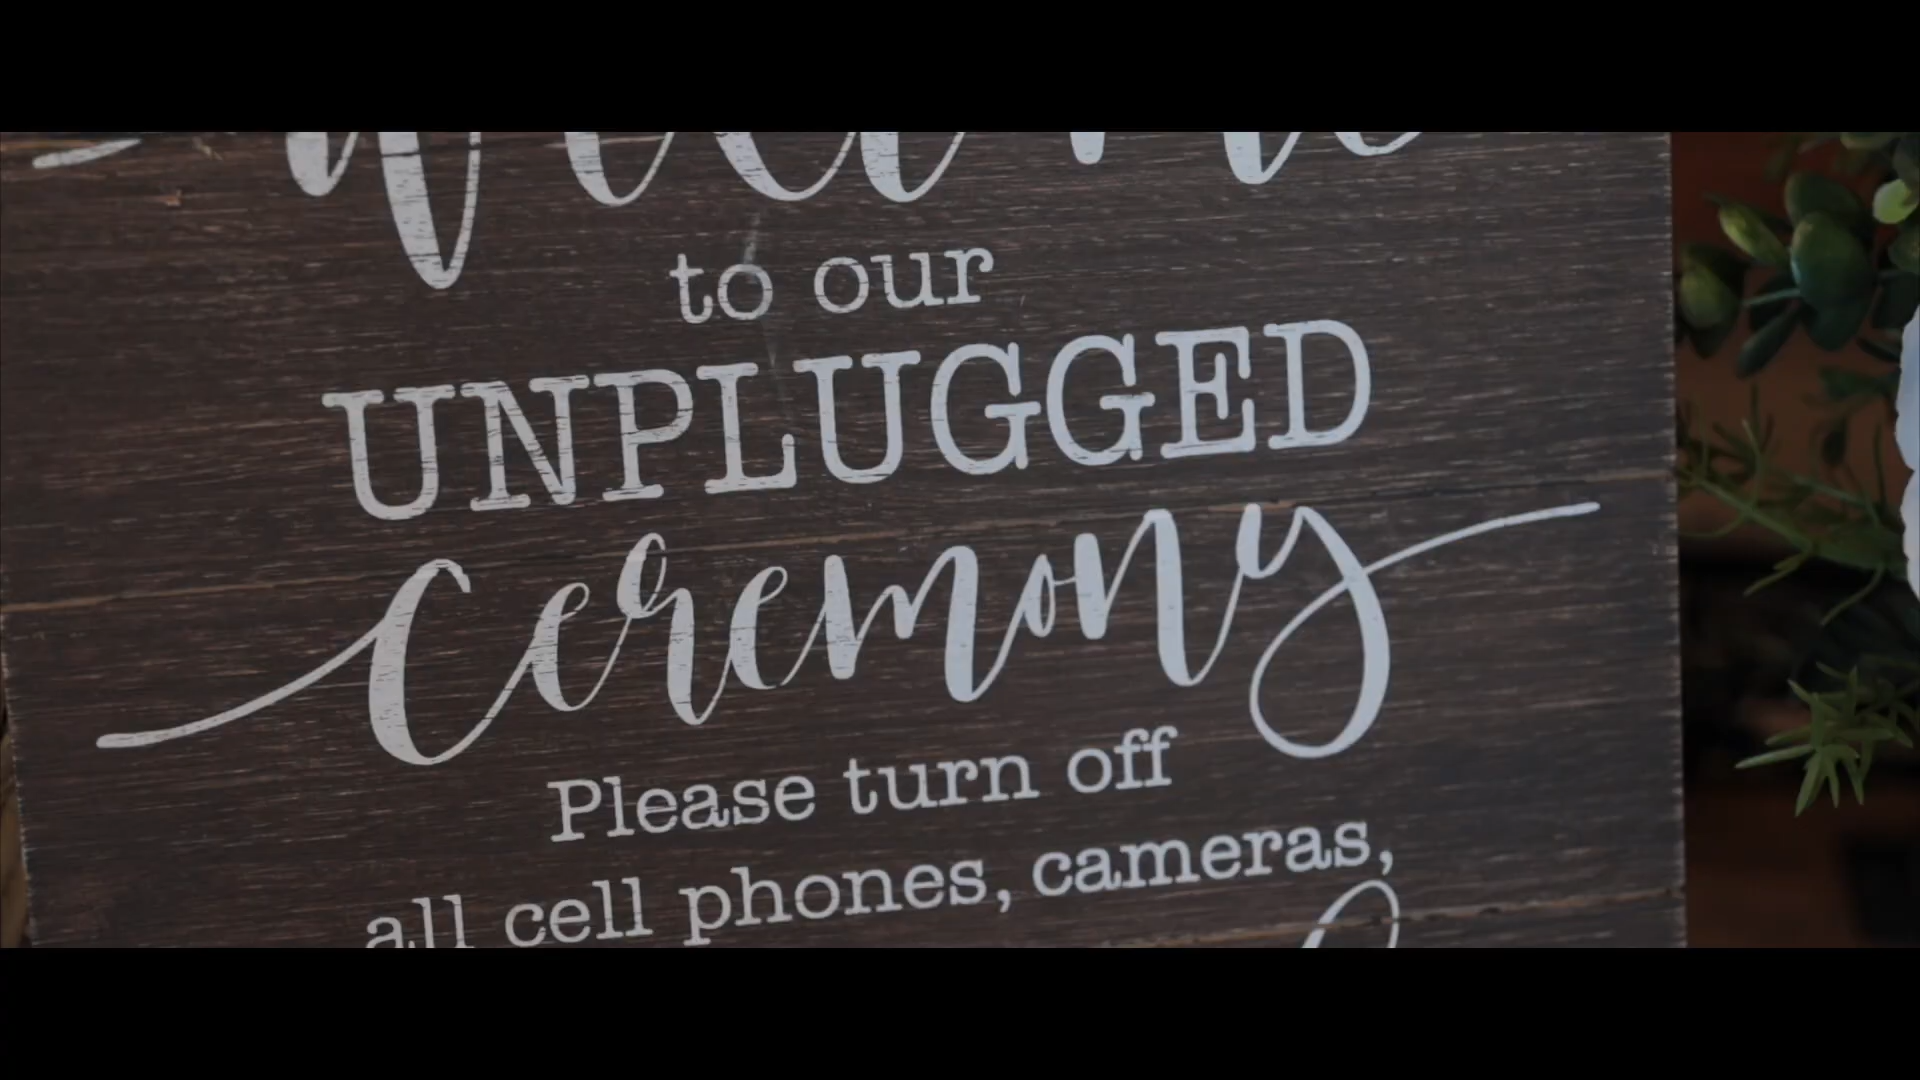 to our
UNPLUGGED
ceremony
Please turn off
all cell phones, cameras,